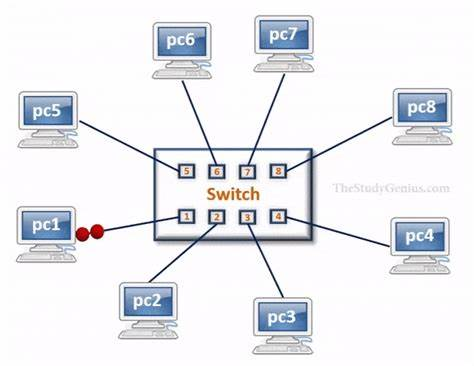 pc6
pc7
pc5
pc8
5 6 7 8
Switch
TheStudyGenius.com
pc1
1 2 3 4
pc4
pc2
pc3